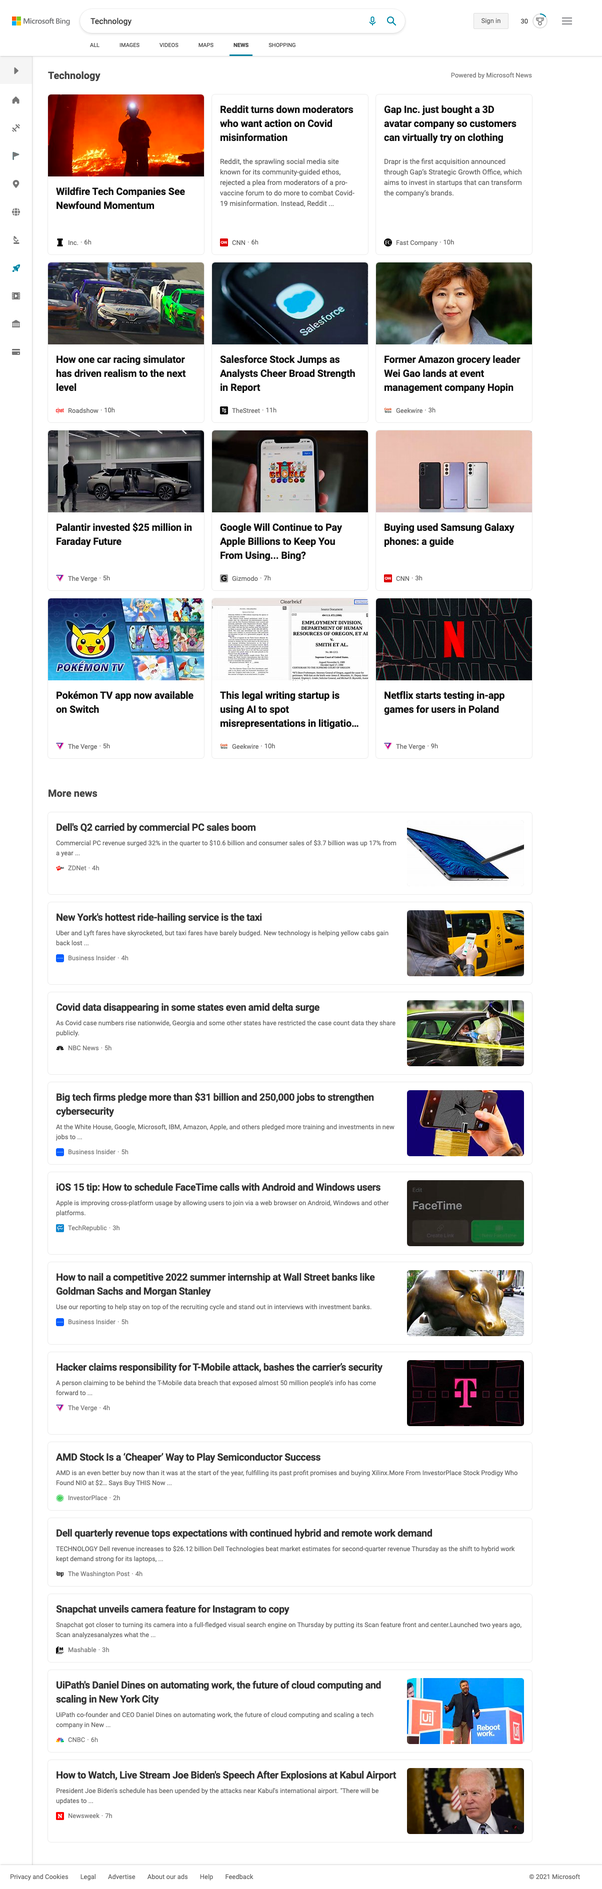 Microsoft Bing
Technology
Sign in
30
ALL
IMAGES
VIDEOS
MAPS
NEWS
SHOPPING
Technology
Powered by Microsoft News
Wildfire Tech Companies See
Newfound Momentum
Inc. · 6h
Reddit turns down moderators
who want action on Covid
misinformation
Reddit, the sprawling social media site
known for its community-guided ethos,
rejected a plea from moderators of a pro-
vaccine forum to do more to combat Covid-
19 misinformation. Instead, Reddit ...
CNN · 6h
Gap Inc. just bought a 3D
avatar company so customers
can virtually try on clothing
Drapr is the first acquisition announced
through Gap's Strategic Growth Office, which
aims to invest in startups that can transform
the company's brands.
Fast Company · 10h
How one car racing simulator
has driven realism to the next
level
Roadshow · 10h
salesforce
Salesforce
Salesforce Stock Jumps as
Analysts Cheer Broad Strength
in Report
TheStreet · 11h
Former Amazon grocery leader
Wei Gao lands at event
management company Hopin
Geekwire · 3h
Palantir invested $25 million in
Faraday Future
The Verge · 5h
Google Will Continue to Pay
Apple Billions to Keep You
From Using... Bing?
Gizmodo · 7h
Buying used Samsung Galaxy
phones: a guide
CNN · 3h
POKÉMON TV
Pokémon TV app now available
on Switch
The Verge · 5h
Clearbrief
EMPLOYMENT DIVISION,
DEPARTMENT OF HUMAN
RESOURCES OF OREGON, ET AL
v.
SMITH ET AL.
This legal writing startup is
using AI to spot
misrepresentations in litigatio...
Geekwire · 10h
N
Netflix starts testing in-app
games for users in Poland
The Verge · 9h
More news
Dell's Q2 carried by commercial PC sales boom
Commercial PC revenue surged 32% in the quarter to $10.6 billion and consumer sales of $3.7 billion was up 17% from
a year ...
ZDNet · 4h
New York's hottest ride-hailing service is the taxi
Uber and Lyft fares have skyrocketed, but taxi fares have barely budged. New technology is helping yellow cabs gain
back lost ...
Business Insider · 4h
Covid data disappearing in some states even amid delta surge
As Covid case numbers rise nationwide, Georgia and some other states have restricted the case count data they share
publicly.
NBC News · 5h
Big tech firms pledge more than $31 billion and 250,000 jobs to strengthen
cybersecurity
At the White House, Google, Microsoft, IBM, Amazon, Apple, and others pledged more training and investments in new
jobs to ...
Business Insider · 5h
iOS 15 tip: How to schedule FaceTime calls with Android and Windows users
Apple is improving cross-platform usage by allowing users to join via a web browser on Android, Windows and other
platforms.
TechRepublic · 3h
FaceTime
How to nail a competitive 2022 summer internship at Wall Street banks like
Goldman Sachs and Morgan Stanley
Use our reporting to help stay on top of the recruiting cycle and stand out in interviews with investment banks.
Business Insider · 5h
Hacker claims responsibility for T-Mobile attack, bashes the carrier's security
A person claiming to be behind the T-Mobile data breach that exposed almost 50 million people's info has come
forward to ...
The Verge · 4h
T
AMD Stock Is a 'Cheaper' Way to Play Semiconductor Success
AMD is an even better buy now than it was at the start of the year, fulfilling its past profit promises and buying Xilinx.More From InvestorPlace Stock Prodigy Who
Found NIO at $2... Says Buy THIS Now ...
InvestorPlace · 2h
Dell quarterly revenue tops expectations with continued hybrid and remote work demand
TECHNOLOGY Dell revenue increases to $26.12 billion Dell Technologies beat market estimates for second-quarter revenue Thursday as the shift to hybrid work
kept demand strong for its laptops, ...
The Washington Post · 4h
Snapchat unveils camera feature for Instagram to copy
Snapchat got closer to turning its camera into a full-fledged visual search engine on Thursday by putting its Scan feature front and center.Launched two years ago,
Scan analyzesanalyzes what the ...
Mashable · 3h
UiPath's Daniel Dines on automating work, the future of cloud computing and
scaling in New York City
UiPath co-founder and CEO Daniel Dines on automating work, the future of cloud computing and scaling a tech
company in New ...
CNBC · 6h
Ui
Reboot
work.
How to Watch, Live Stream Joe Biden's Speech After Explosions at Kabul Airport
President Joe Biden's schedule has been upended by the attacks near Kabul's international airport. "There will be
updates to ...
Newsweek · 7h
Privacy and Cookies
Legal
Advertise
About our ads
Help
Feedback
© 2021 Microsoft